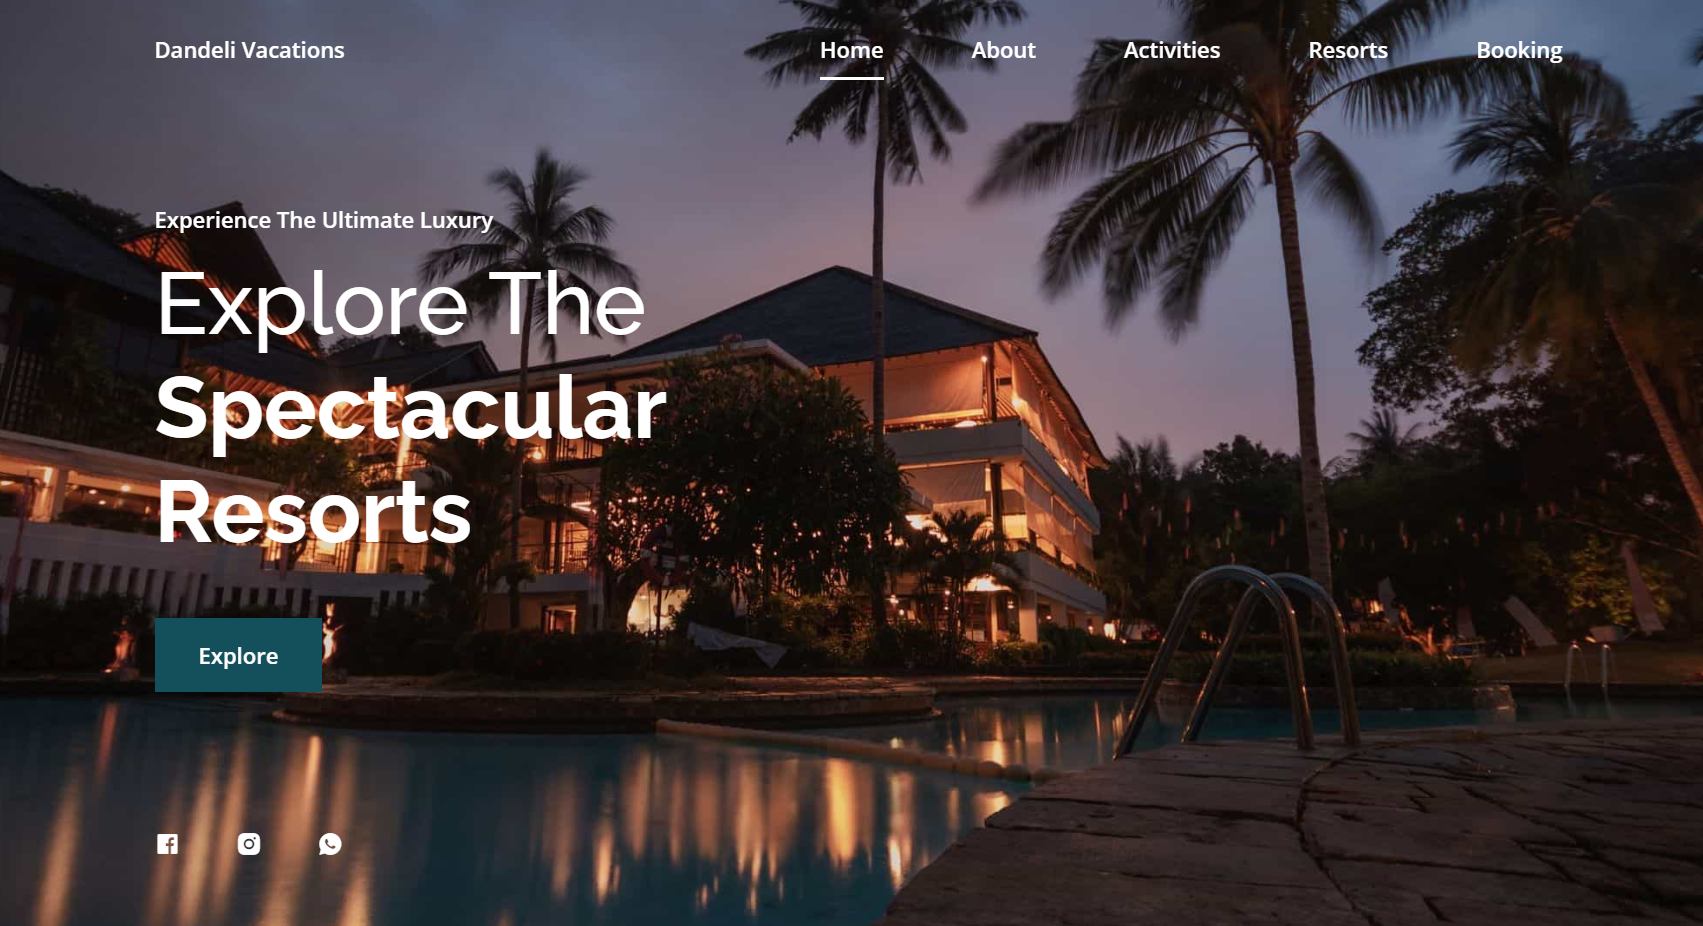 Dandeli Vacations
Home
About
Activities
Resorts
Booking
Experience The Ultimate Luxury
Explore The
Spectacular
Resorts
Explore